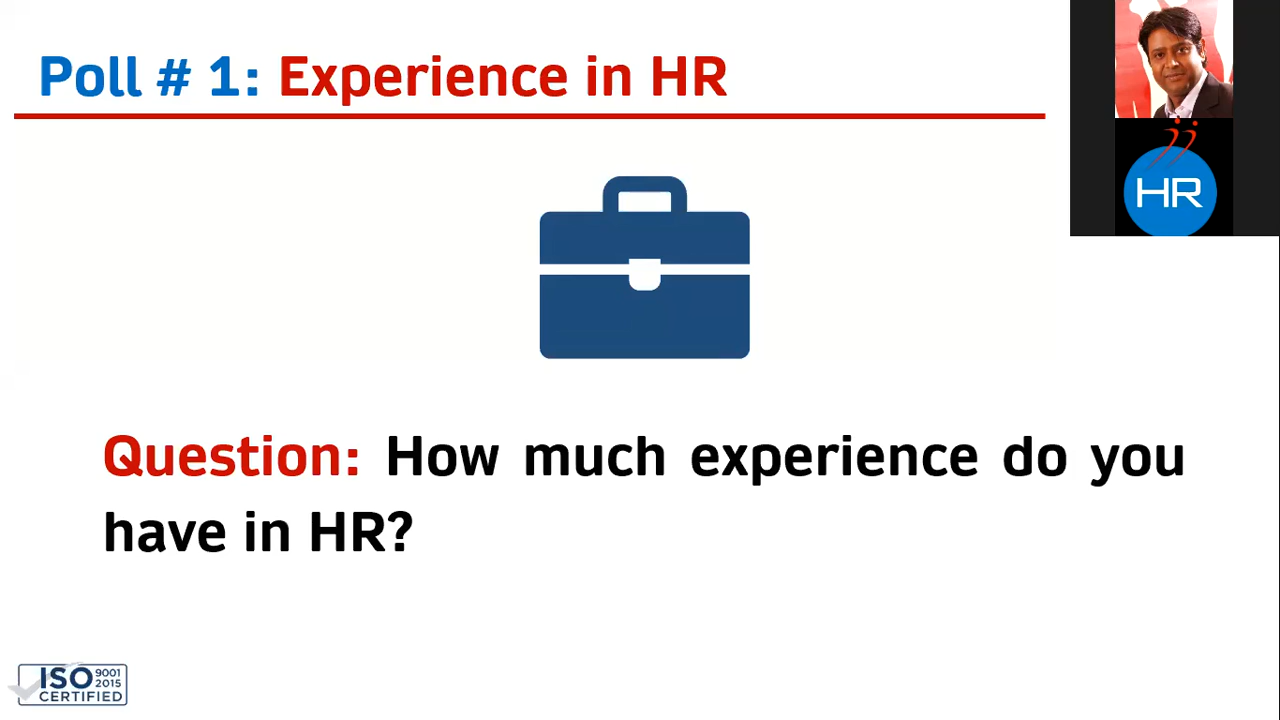 Poll # 1: Experience in HR
HR
Question: How much experience do you
have in HR?
ISO 9001
2015
CERTIFIED